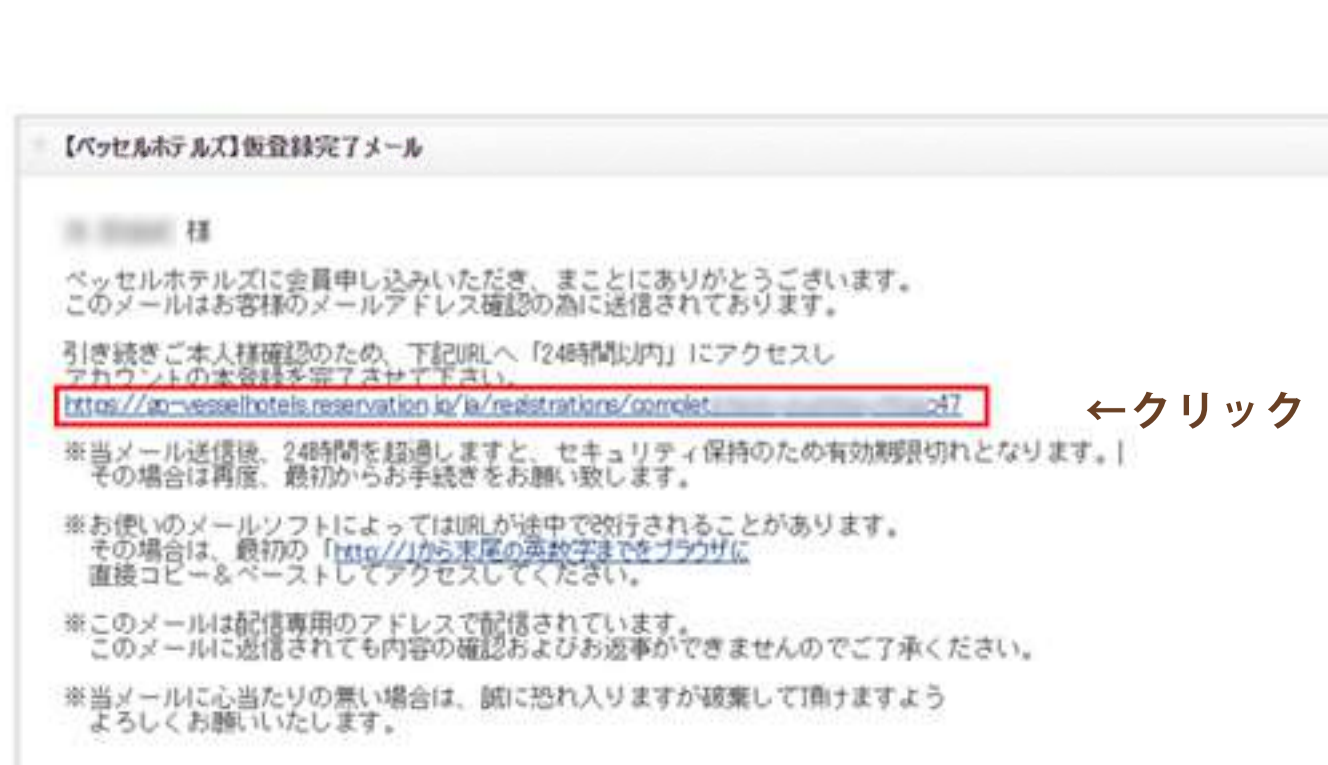 【ベッセルホテルズ】仮登録完了メール
様
ベッセルホテルズに会員申し込みいただき、まことにありがとうございます。
このメールはお客様のメールアドレス確認の為に送信されております。
引き続きご本人様確認のため、下記URLへ「24時間以内」にアクセスし
アカウントの本登録を完了させて下さい。
https://go-vesselhotels.reservation.jp/ja/registrations/complet
←クリック
※当メール送信後、24時間を超過しますと、セキュリティ保持のため有効期限切れとなります。
その場合は再度、最初からお手続きをお願い致します。
※お使いのメールソフトによってはURLが途中で改行されることがあります。
その場合は、最初の「http://」から末尾の英数字までをブラウザに
直接コピー＆ペーストしてアクセスしてください。
※このメールは配信専用のアドレスで配信されています。
このメールに返信されても内容の確認およびお返事ができませんのでご了承ください。
※当メールに心当たりの無い場合は、誠に恐れ入りますが破棄して頂けますよう
よろしくお願いいたします。